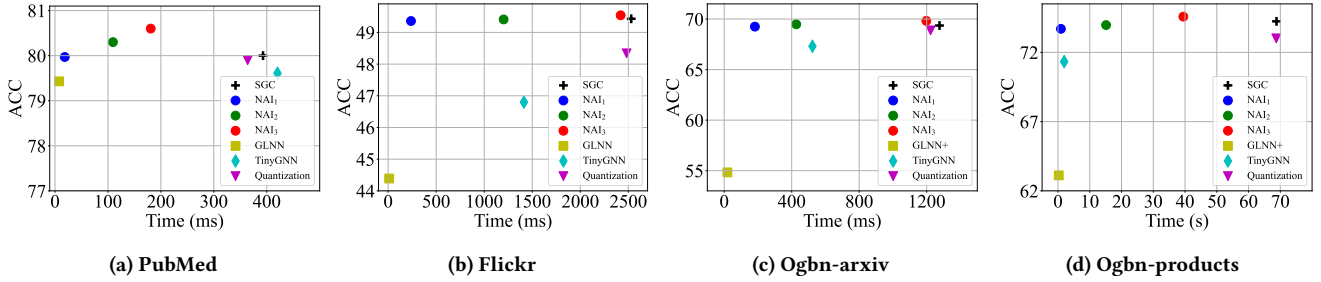 81
80
79
78
77
ACC
0
200
400
Time (ms)
SGC
NAI₁
NAI₂
NAI₃
GLNN
TinyGNN
Quantization
(a) PubMed
49
48
47
46
45
44
ACC
0
500
1000
1500
2000
2500
Time (ms)
SGC
NAI₁
NAI₂
NAI₃
GLNN
TinyGNN
Quantization
(b) Flickr
70
65
60
55
ACC
0
400
800
1200
Time (ms)
SGC
NAI₁
NAI₂
NAI₃
GLNN+
TinyGNN
Quantization
(c) Ogbn-arxiv
72
67
62
ACC
0
10
20
30
40
50
60
70
Time (s)
SGC
NAI₁
NAI₂
NAI₃
GLNN+
TinyGNN
Quantization
(d) Ogbn-products